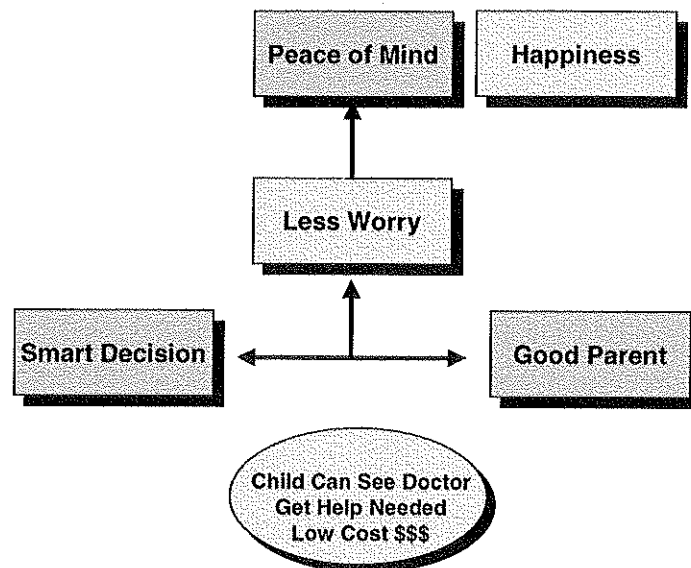 Peace of Mind
Happiness
Less Worry
Smart Decision
Good Parent
Child Can See Doctor
Get Help Needed
Low Cost $$$